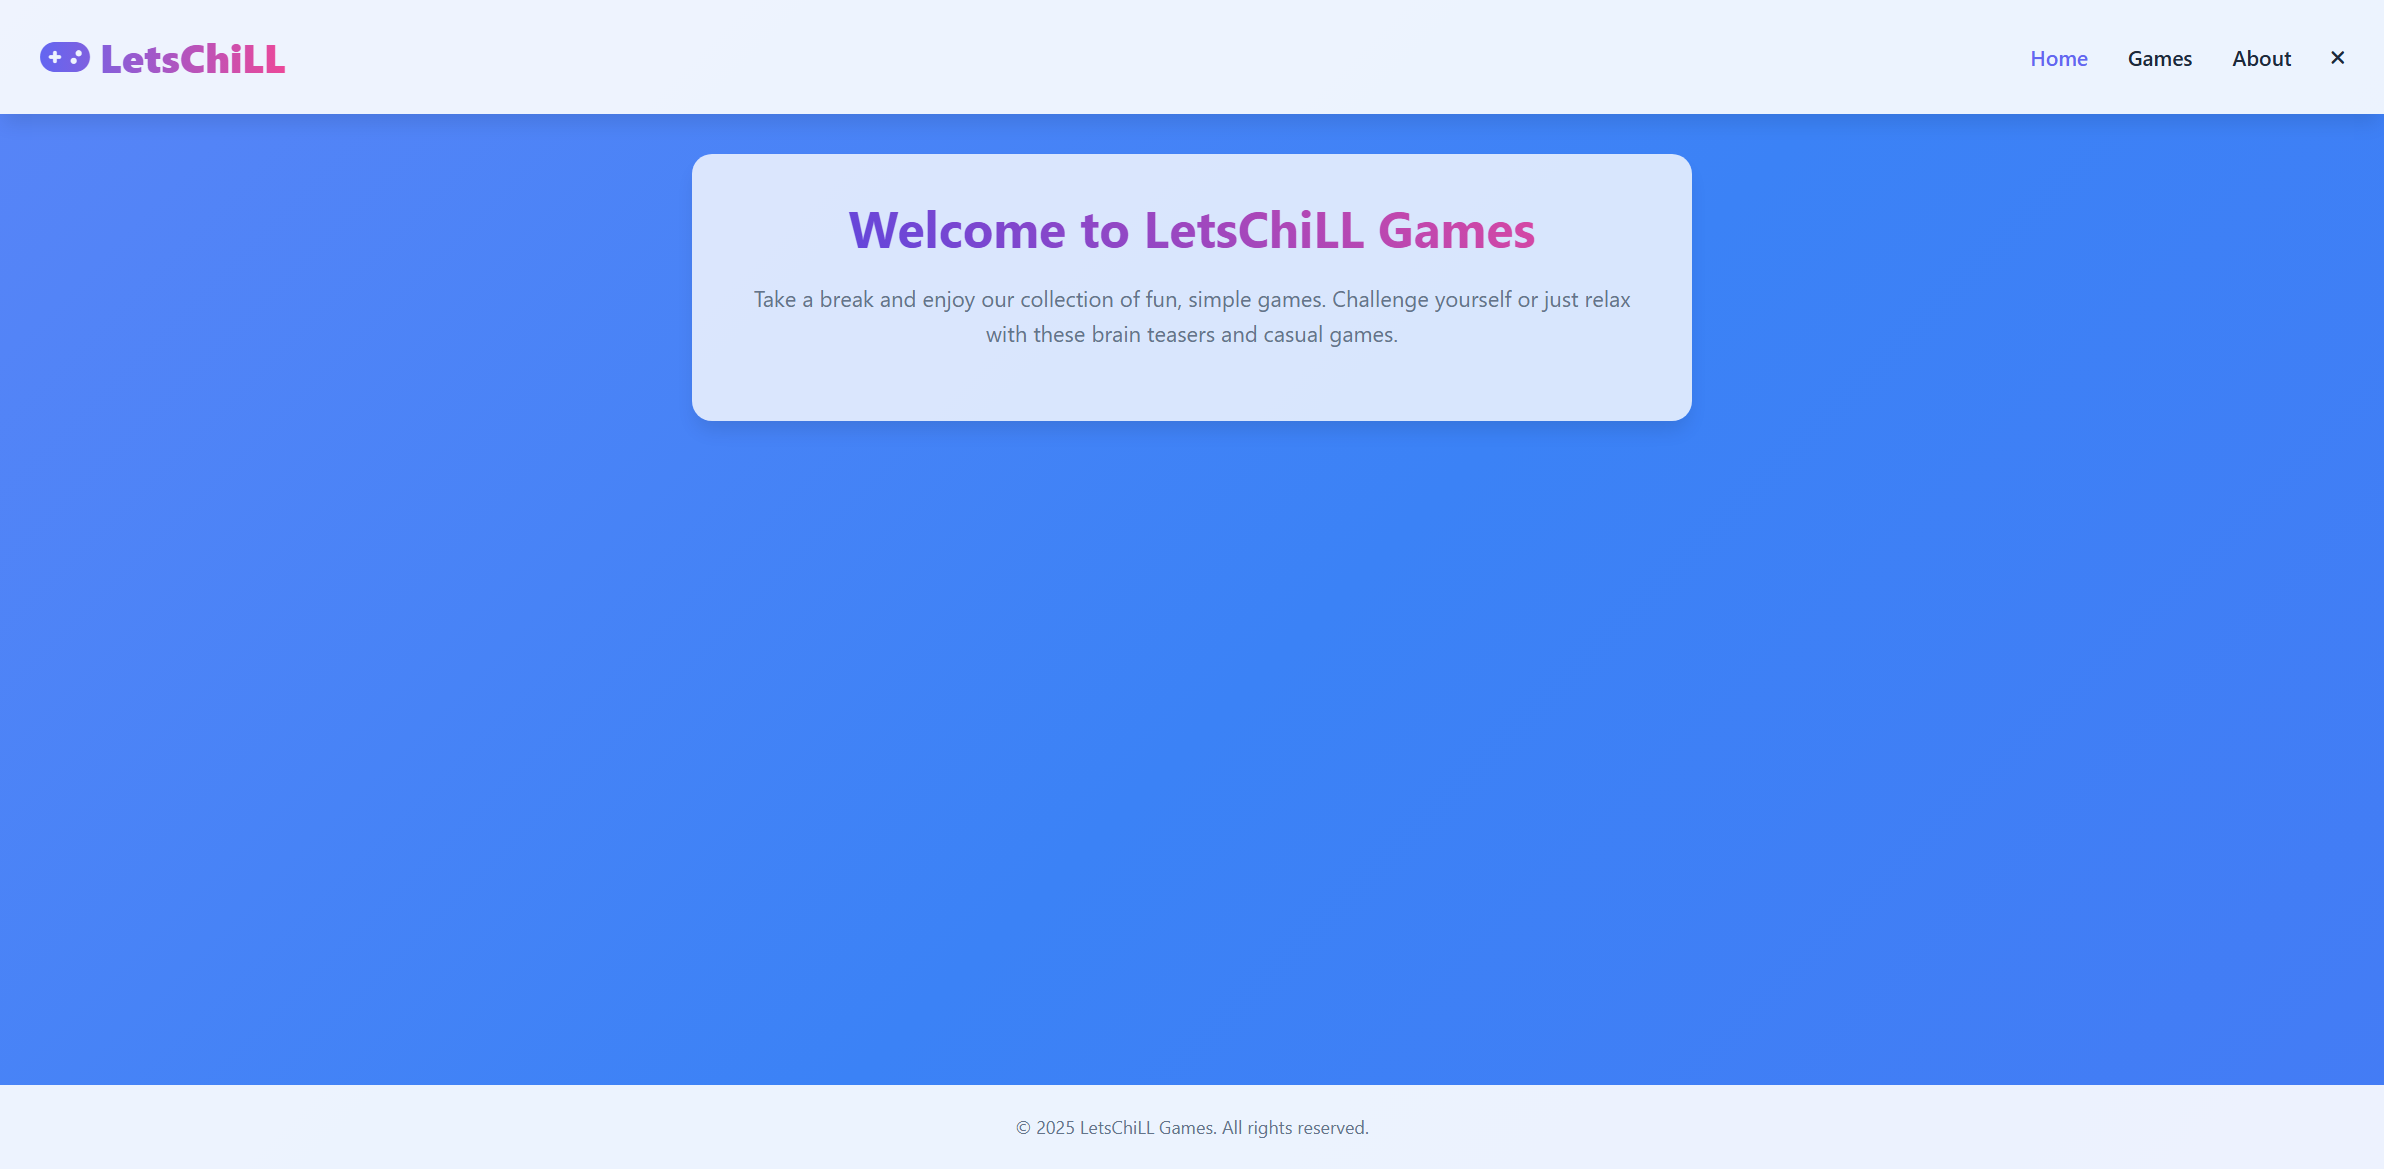 LetsChiLL
Home
Games
About
Welcome to LetsChiLL Games
Take a break and enjoy our collection of fun, simple games. Challenge yourself or just relax
with these brain teasers and casual games.
© 2025 LetsChiLL Games. All rights reserved.